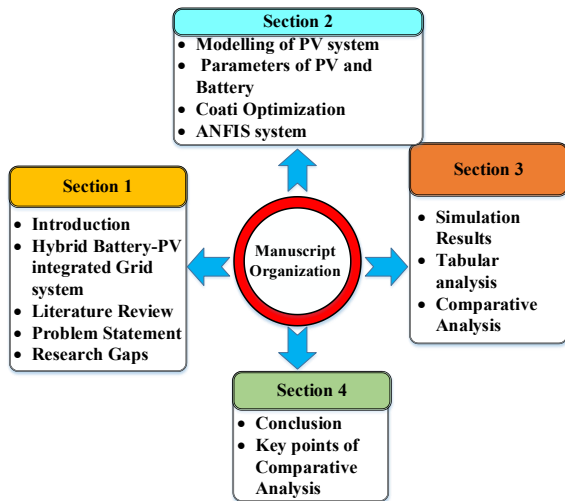 Section 2
• Modelling of PV system
• Parameters of PV and
Battery
• Coati Optimization
• ANFIS system
Section 1
• Introduction
• Hybrid Battery-PV
integrated Grid
system
• Literature Review
• Problem Statement
• Research Gaps
Manuscript
Organization
Section 3
• Simulation
Results
• Tabular
analysis
• Comparative
Analysis
Section 4
• Conclusion
• Key points of
Comparative
Analysis